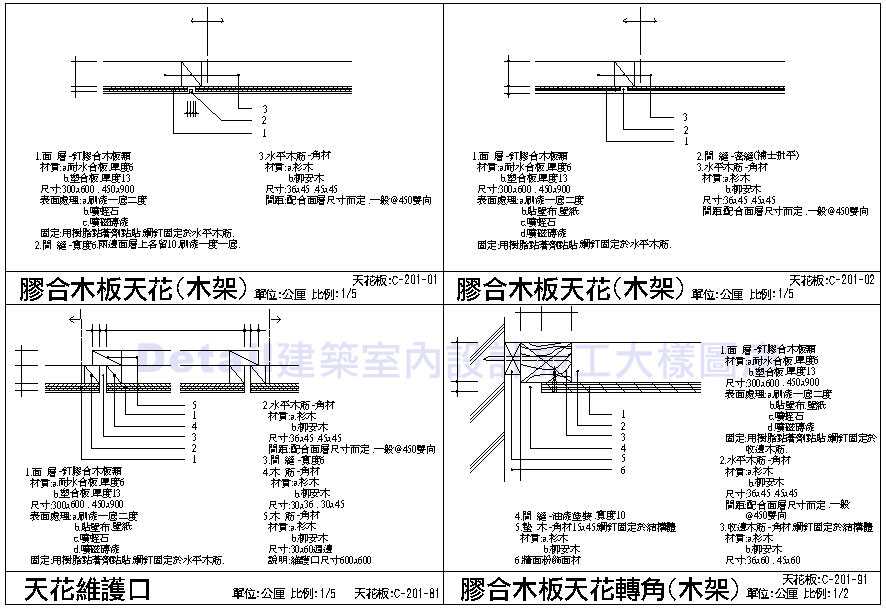 3
2
1
1.面 層-釘膠合木板類
材質:a.耐水合板.厚度6
b.塑合板.厚度13
尺寸:300x600 . 450x900
表面處理:a.刷漆一底二度
b.噴蛭石
c.噴磁磚漆
固定:用樹脂黏著劑黏貼.鋼釘固定於水平木筋.
2.間 縫-寬度6.兩邊面層上各留10.刷漆一度一底.
3.水平木筋-角材
材質:a.杉木
b.柳安木
尺寸:36x45 .45x45
間距:配合面層尺寸而定 .一般@450雙向
膠合木板天花(木架)
單位:公厘 比例:1/5
天花板:C-201-01
3
2
1
1.面 層-釘膠合木板類
材質:a.耐水合板.厚度6
b.塑合板.厚度13
尺寸:300x600 . 450x900
表面處理:a.刷漆一底二度
b.貼壁布.壁紙
c.噴蛭石
d.噴磁磚漆
固定:用樹脂黏著劑黏貼.鋼釘固定於水平木筋.
2.間 縫-密縫(補土批平)
3.水平木筋-角材
材質:a.杉木
b.柳安木
尺寸:36x45 .45x45
間距:配合面層尺寸而定 .一般@450雙向
膠合木板天花(木架)
單位:公厘 比例:1/5
天花板:C-201-02
Detail建築室內設計施工大樣圖
5
1
4
3
2
1
1.面 層-釘膠合木板類
材質:a.耐水合板.厚度6
b.塑合板.厚度13
尺寸:300x600 . 450x900
表面處理:a.刷漆一底二度
b.貼壁布.壁紙
c.噴蛭石
d.噴磁磚漆
固定:用樹脂黏著劑黏貼.鋼釘固定於水平木筋.
2.水平木筋-角材
材質:a.杉木
b.柳安木
尺寸:36x45 .45x45
間距:配合面層尺寸而定 .一般@450雙向
3.間 縫-寬度6
4.木 筋-角材
材質:a.杉木
b.柳安木
尺寸:30x36 . 30x45
5.木 筋-角材
材質:a.杉木
b.柳安木
尺寸:30x60週邊
說明:維護口尺寸600x600
天花維護口
單位:公厘 比例:1/5
天花板:C-201-81
1
2
3
4
5
6
1.面 層-釘膠合木板類
材質:a.耐水合板.厚度6
b.塑合板.厚度13
尺寸:300x600 . 450x900
表面處理:a.刷漆一底二度
b.貼壁布.壁紙
c.噴蛭石
d.噴磁磚漆
固定:用樹脂黏著劑黏貼.鋼釘固定於
收邊木筋.
2.水平木筋-角材
材質:a.杉木
b.柳安木
尺寸:36x45 .45x45
間距:配合面層尺寸而定 .一般
@450雙向
3.收邊木筋-角材.鋼釘固定於結構體
材質:a.杉木
b.柳安木
尺寸:36x60 .45x60
4.間 縫-油漆塗裝 .寬度10
5.墊 木-角材15x45.鋼釘固定於結構體
材質:a.杉木
b.柳安木
6.牆面粉飾面材
膠合木板天花轉角(木架)
單位:公厘 比例:1/2
天花板:C-201-91